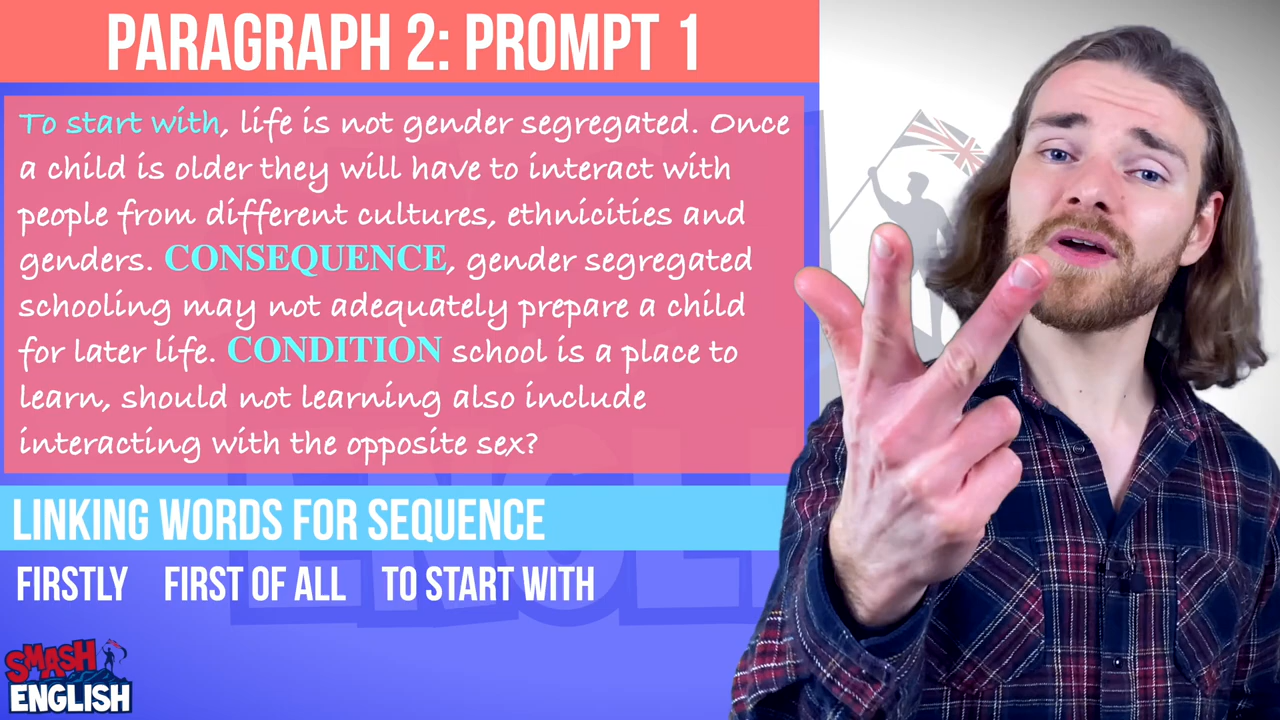 PARAGRAPH 2: PROMPT 1
To start with, life is not gender segregated. Once
a child is older they will have to interact with
people from different cultures, ethnicities and
genders. CONSEQUENCE, gender segregated
schooling may not adequately prepare a child
for later life. CONDITION school is a place to
learn, should not learning also include
interacting with the opposite sex?
LINKING WORDS FOR SEQUENCE
FIRSTLY FIRST OF ALL TO START WITH
SMASH
ENGLISH